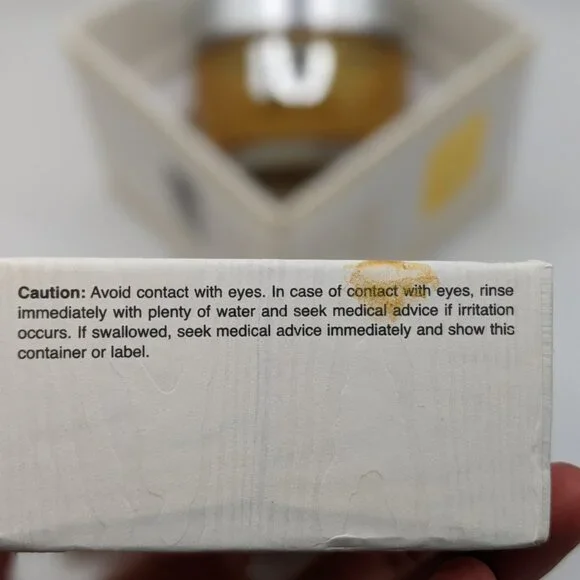 Caution: Avoid contact with eyes. In case of contact with eyes, rinse
immediately with plenty of water and seek medical advice if irritation
occurs. If swallowed, seek medical advice immediately and show this
container or label.